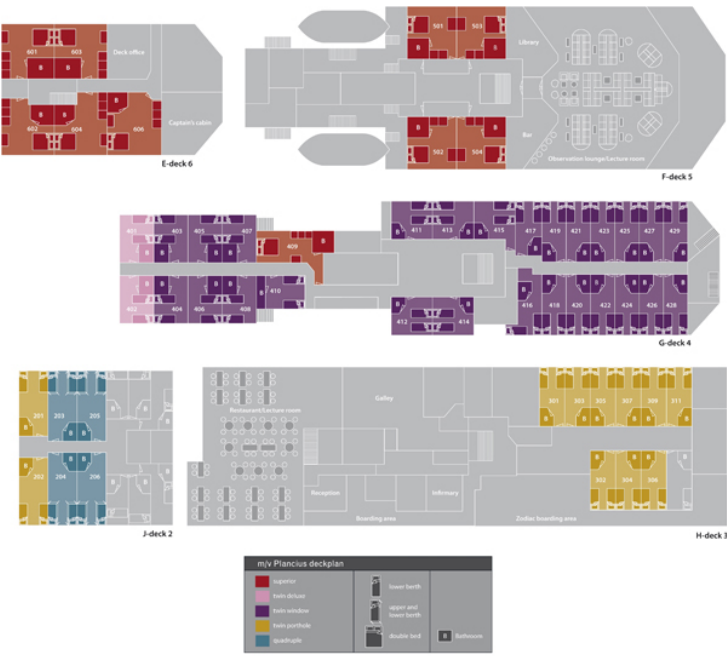 601 603
Deck office
B B
B
B B
602 604 606
Captain's cabin
E-deck 6
501 503
B B
Library
B B
502 504
Bar
Observation lounge/Lecture room
F-deck 5
401 403 405 407
B B B B
409
B
411 413 415 417 419 421 423 425 427 429
B B B B B B B B B B
B B B B B
410
402 404 406 408
B B B
412 414
416 418 420 422 424 426 428
B B B B B B B
G-deck 4
201 203 205
B B B
B B B
202 204 206
J-deck 2
Restaurant/Lecture room
Galley
Reception
Infirmary
Boarding area
Zodiac boarding area
301 303 305 307 309 311
B B B B B B
B B B B
302 304 306
H-deck 3
m/v Plancius deckplan
superior
twin deluxe
twin window
twin porthole
quadruple
lower berth
upper and
lower berth
double bed
B Bathroom